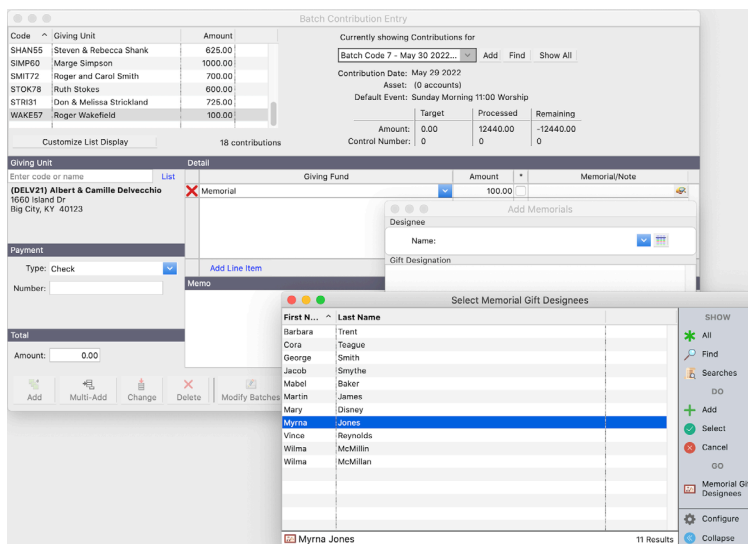 Batch Contribution Entry
Code ^ Giving Unit Amount
SHAN55 Steven & Rebecca Shank 625.00
SIMP60 Marge Simpson 1000.00
SMIT72 Roger and Carol Smith 700.00
STOK78 Ruth Stokes 600.00
STRI31 Don & Melissa Strickland 725.00
WAKE57 Roger Wakefield 100.00
Customize List Display 18 contributions
Currently showing Contributions for
Batch Code 7 - May 30 2022... Add Find Show All
Contribution Date: May 29 2022
Asset: (0 accounts)
Default Event: Sunday Morning 11:00 Worship
Target Processed Remaining
Amount: 0.00 12440.00 -12440.00
Control Number: 0 0 0
Giving Unit
Enter code or name List
(DELV21) Albert & Camille Delvecchio
1660 Island Dr
Big City, KY 40123
Detail
Giving Fund Amount * Memorial/Note
Memorial 100.00
Add Line Item
Payment
Type: Check
Number:
Memo
Total
Amount: 0.00
Add Multi-Add Change Delete Modify Batches
Add Memorials
Designee
Name:
Gift Designation
Select Memorial Gift Designees
First N... ^ Last Name
Barbara Trent
Cora Teague
George Smith
Jacob Smythe
Mabel Baker
Martin James
Mary Disney
Myrna Jones
Vince Reynolds
Wilma McMillin
Wilma McMillan
Myrna Jones 11 Results
SHOW
All
Find
Searches
DO
Add
Select
Cancel
GO
Memorial Gi
Designees
Configure
Collapse